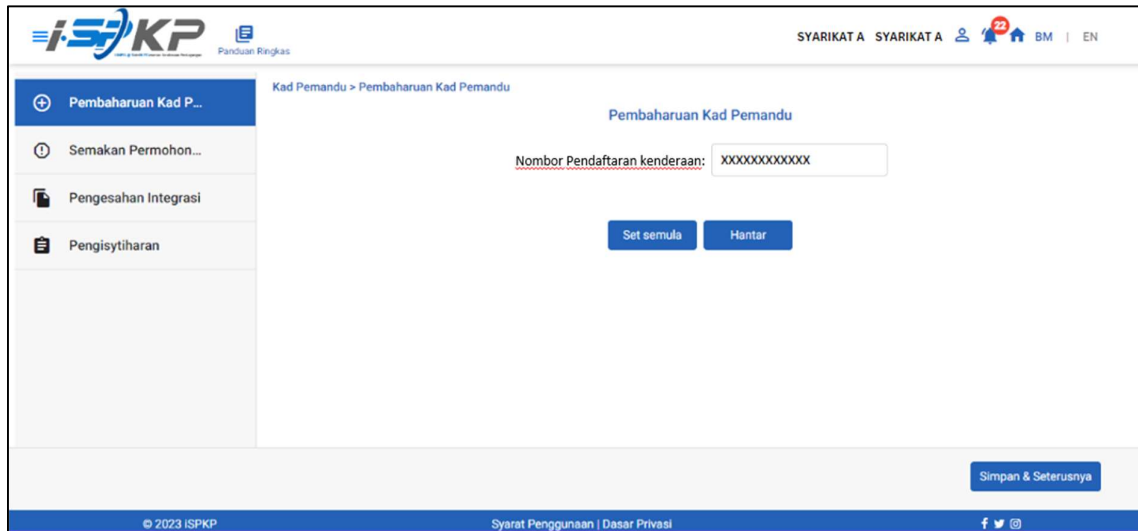 i-SPKP
Panduan Ringkas
SYARIKAT A SYARIKAT A
22
BM | EN
Pembaharuan Kad P...
Semakan Permohon...
Pengesahan Integrasi
Pengisytiharan
Kad Pemandu > Pembaharuan Kad Pemandu
Pembaharuan Kad Pemandu
Nombor Pendaftaran kenderaan: XXXXXXXXXXXX
Set semula
Hantar
Simpan & Seterusnya
© 2023 iSPKP
Syarat Penggunaan | Dasar Privasi